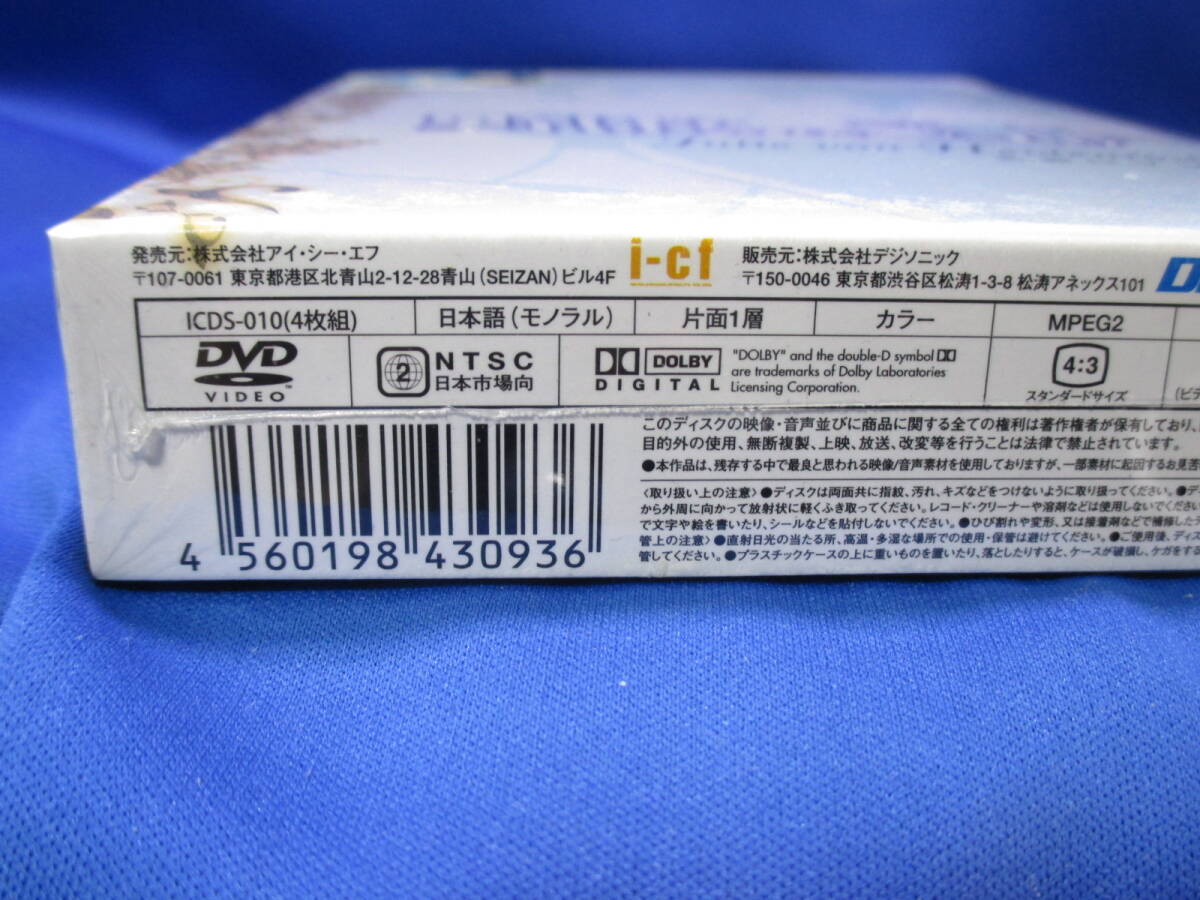 発売元:株式会社アイ・シー・エフ
〒107-0061 東京都港区北青山2-12-28青山(SEIZAN)ビル4F
i-cf
販売元:株式会社デジソニック
〒150-0046 東京都渋谷区松涛1-3-8 松涛アネックス101
ICDS-010(4枚組) 日本語(モノラル) 片面1層 カラー MPEG2
DVD
VIDEO
2
NTSC
日本市場向
DOLBY
DIGITAL
"DOLBY" and the double-D symbol
are trademarks of Dolby Laboratories
Licensing Corporation.
4:3
スタンダードサイズ
(ビデ
このディスクの映像・音声並びに商品に関する全ての権利は著作権者が保有しており、
目的外の使用、無断複製、上映、放送、改変等を行うことは法律で禁止されています。
●本作品は、残存する中で最良と思われる映像/音声素材を使用しておりますが、一部素材に起因するお見苦
〈取り扱い上の注意〉●ディスクは両面共に指紋、汚れ、キズなどをつけないように取り扱ってください。●デ
から外周に向かって放射状に軽くふき取ってください。レコード・クリーナーや溶剤などは使用しないでくださ
で文字や絵を書いたり、シールなどを貼付しないでください。●ひび割れや変形、又は接着剤などで補修した
管上の注意〉●直射日光の当たる所、高温・多湿な場所での使用・保管は避けてください。●ご使用後、ディス
管してください。●プラスチックケースの上に重いものを置いたり、落としたりすると、ケースが破損し、ケガをする
4 560198 430936